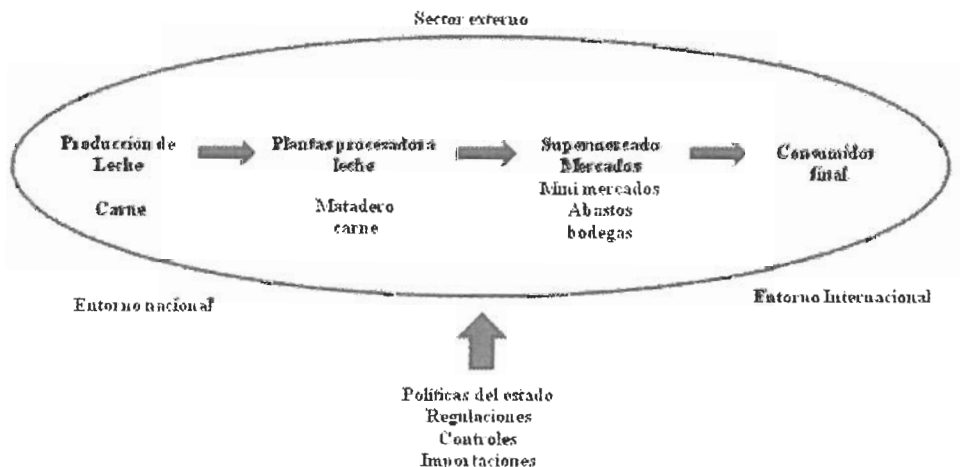 Sector externo
Producción de
Leche
Carne
Plantas procesadora
leche
Matadero
carne
Supermercado
Mercados
Mini mercados
Abastos
bodegas
Consumidor
final
Entorno nacional
Entorno Internacional
Políticas del estado
Regulaciones
Controles
Importaciones